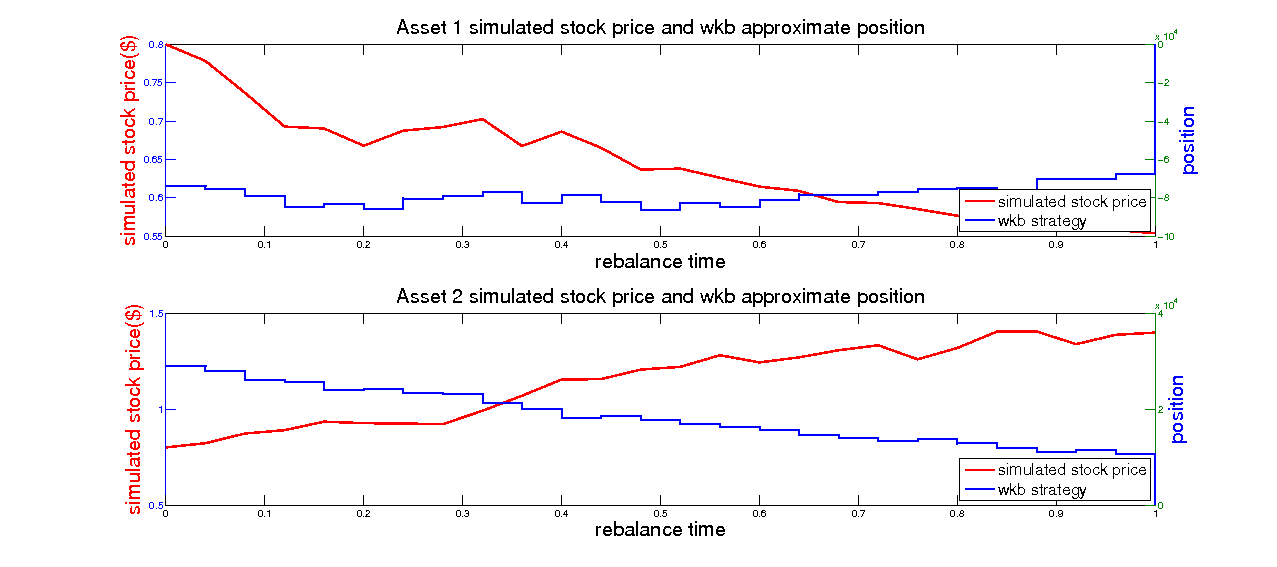 Asset 1 simulated stock price and wkb approximate position
x 10^4
simulated stock price($)
0.8
0.75
0.7
0.65
0.6
0.55
0
−2
−4
−6
−8
−10
position
simulated stock price
wkb strategy
0 0.1 0.2 0.3 0.4 0.5 0.6 0.7 0.8 0.9 1
rebalance time
Asset 2 simulated stock price and wkb approximate position
x 10^4
simulated stock price($)
1.5
1
0.5
4
2
0
position
simulated stock price
wkb strategy
0 0.1 0.2 0.3 0.4 0.5 0.6 0.7 0.8 0.9 1
rebalance time